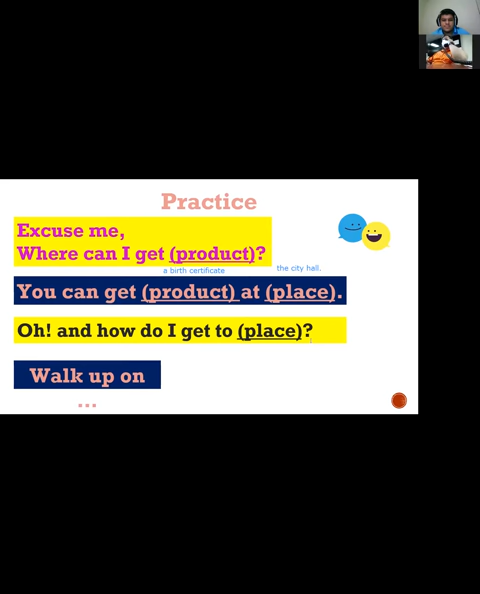 Practice
Excuse me,
Where can I get (product)?
a birth certificate
the city hall.
You can get (product) at (place).
Oh! and how do I get to (place)?
Walk up on
...